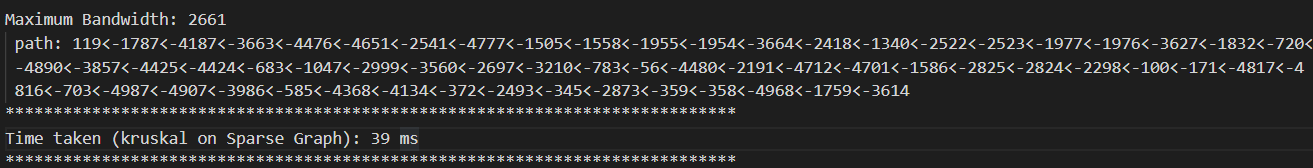 Maximum Bandwidth: 2661
path: 119<-1787<-4187<-3663<-4476<-4651<-2541<-4777<-1505<-1558<-1955<-1954<-3664<-2418<-1340<-2522<-2523<-1977<-1976<-3627<-1832<-720<
-4890<-3857<-4425<-4424<-683<-1047<-2999<-3560<-2697<-3210<-783<-56<-4480<-2191<-4712<-4701<-1586<-2825<-2824<-2298<-100<-171<-4817<-4
816<-703<-4987<-4907<-3986<-585<-4368<-4134<-372<-2493<-345<-2873<-359<-358<-4968<-1759<-3614
****************************************************************************
Time taken (kruskal on Sparse Graph): 39 ms
****************************************************************************